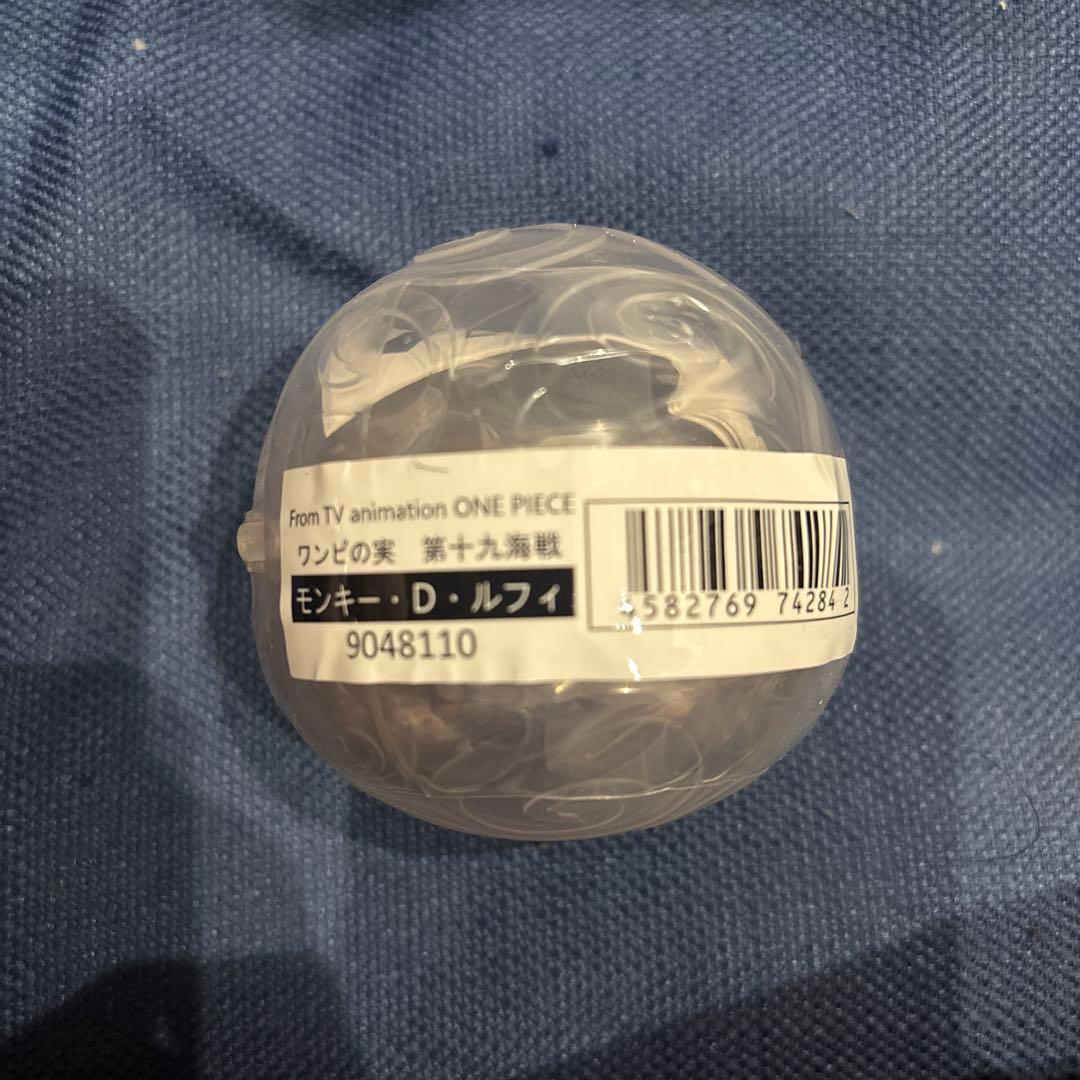 From TV animation ONE PIECE
ワンピの実 第十九海戦
モンキー・D・ルフィ
9048110
4582769 74284 2